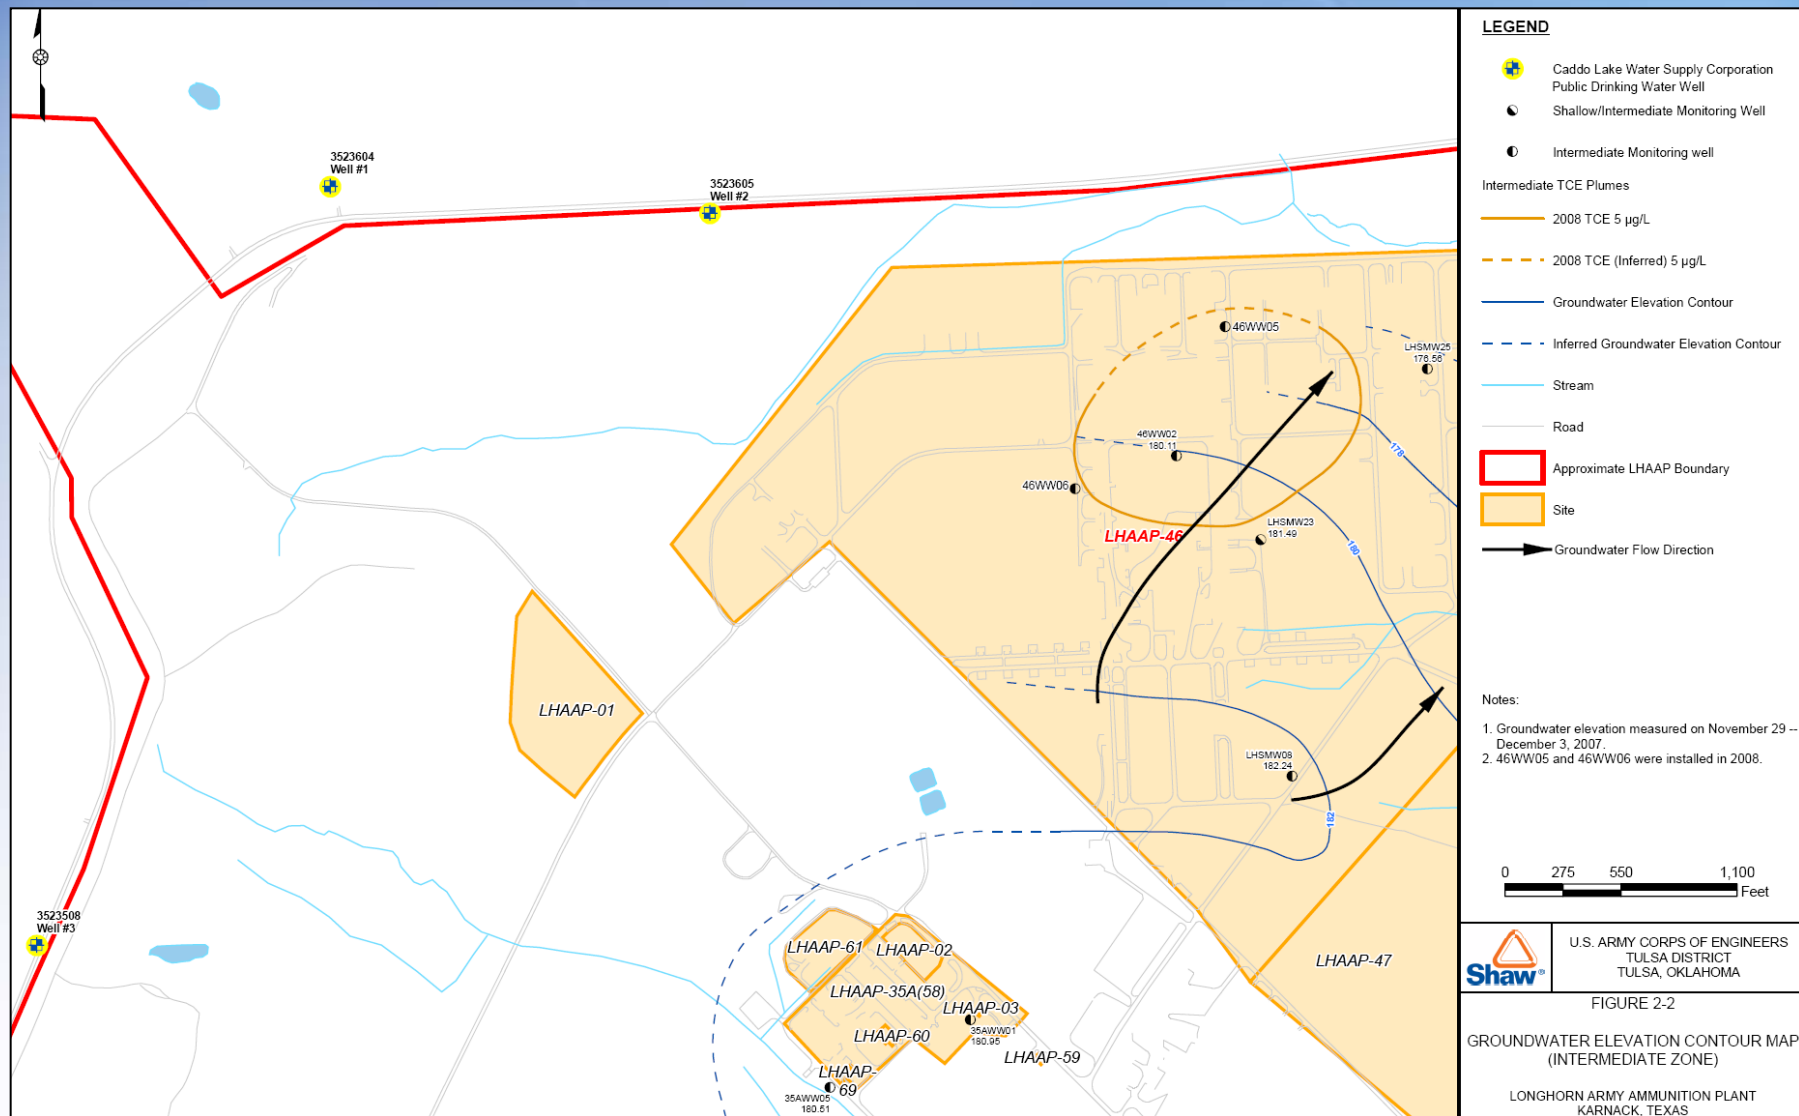 3523604
Well #1
3523605
Well #2
46WW05
LHSMW25
176.56
46WW02
180.11
178
46WW06
LHAAP-46
LHSMW23
181.49
180
LHAAP-01
LHSMW08
182.24
182
3523508
Well #3
LHAAP-61
LHAAP-02
LHAAP-47
LHAAP-35A(58)
LHAAP-03
35AWW01
180.95
LHAAP-60
LHAAP-59
LHAAP-
69
35AWW05
180.51
LEGEND
Caddo Lake Water Supply Corporation
Public Drinking Water Well
Shallow/Intermediate Monitoring Well
Intermediate Monitoring well
Intermediate TCE Plumes
2008 TCE 5 µg/L
2008 TCE (Inferred) 5 µg/L
Groundwater Elevation Contour
Inferred Groundwater Elevation Contour
Stream
Road
Approximate LHAAP Boundary
Site
Groundwater Flow Direction
Notes:
1. Groundwater elevation measured on November 29 --
December 3, 2007.
2. 46WW05 and 46WW06 were installed in 2008.
0 275 550 1,100
Feet
Shaw®
U.S. ARMY CORPS OF ENGINEERS
TULSA DISTRICT
TULSA, OKLAHOMA
FIGURE 2-2
GROUNDWATER ELEVATION CONTOUR MAP
(INTERMEDIATE ZONE)
LONGHORN ARMY AMMUNITION PLANT
KARNACK, TEXAS